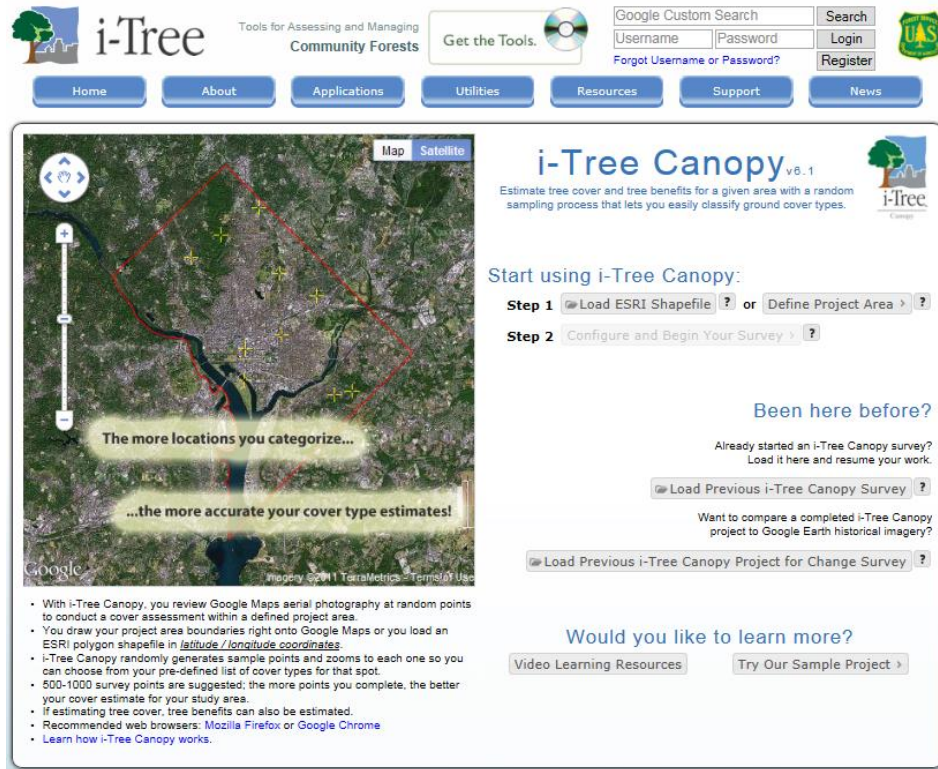 i-Tree
Tools for Assessing and Managing
Community Forests
Get the Tools.
Google Custom Search
Search
Username
Password
Login
Forgot Username or Password?
Register
FOREST SERVICE
U S
Home
About
Applications
Utilities
Resources
Support
News
Map
Satellite
The more locations you categorize...
...the more accurate your cover type estimates!
Google
Imagery ©2011 TerraMetrics - Terms of Use
i-Tree Canopy v6.1
Estimate tree cover and tree benefits for a given area with a random
sampling process that lets you easily classify ground cover types.
i-Tree
Canopy
Start using i-Tree Canopy:
Step 1 Load ESRI Shapefile ? or Define Project Area › ?
Step 2 Configure and Begin Your Survey › ?
Been here before?
Already started an i-Tree Canopy survey?
Load it here and resume your work.
Load Previous i-Tree Canopy Survey ?
Want to compare a completed i-Tree Canopy
project to Google Earth historical imagery?
Load Previous i-Tree Canopy Project for Change Survey ?
Would you like to learn more?
Video Learning Resources
Try Our Sample Project ›
• With i-Tree Canopy, you review Google Maps aerial photography at random points
to conduct a cover assessment within a defined project area.
• You draw your project area boundaries right onto Google Maps or you load an
ESRI polygon shapefile in latitude / longitude coordinates.
• i-Tree Canopy randomly generates sample points and zooms to each one so you
can choose from your pre-defined list of cover types for that spot.
• 500-1000 survey points are suggested; the more points you complete, the better
your cover estimate for your study area.
• If estimating tree cover, tree benefits can also be estimated.
• Recommended web browsers: Mozilla Firefox or Google Chrome
• Learn how i-Tree Canopy works.